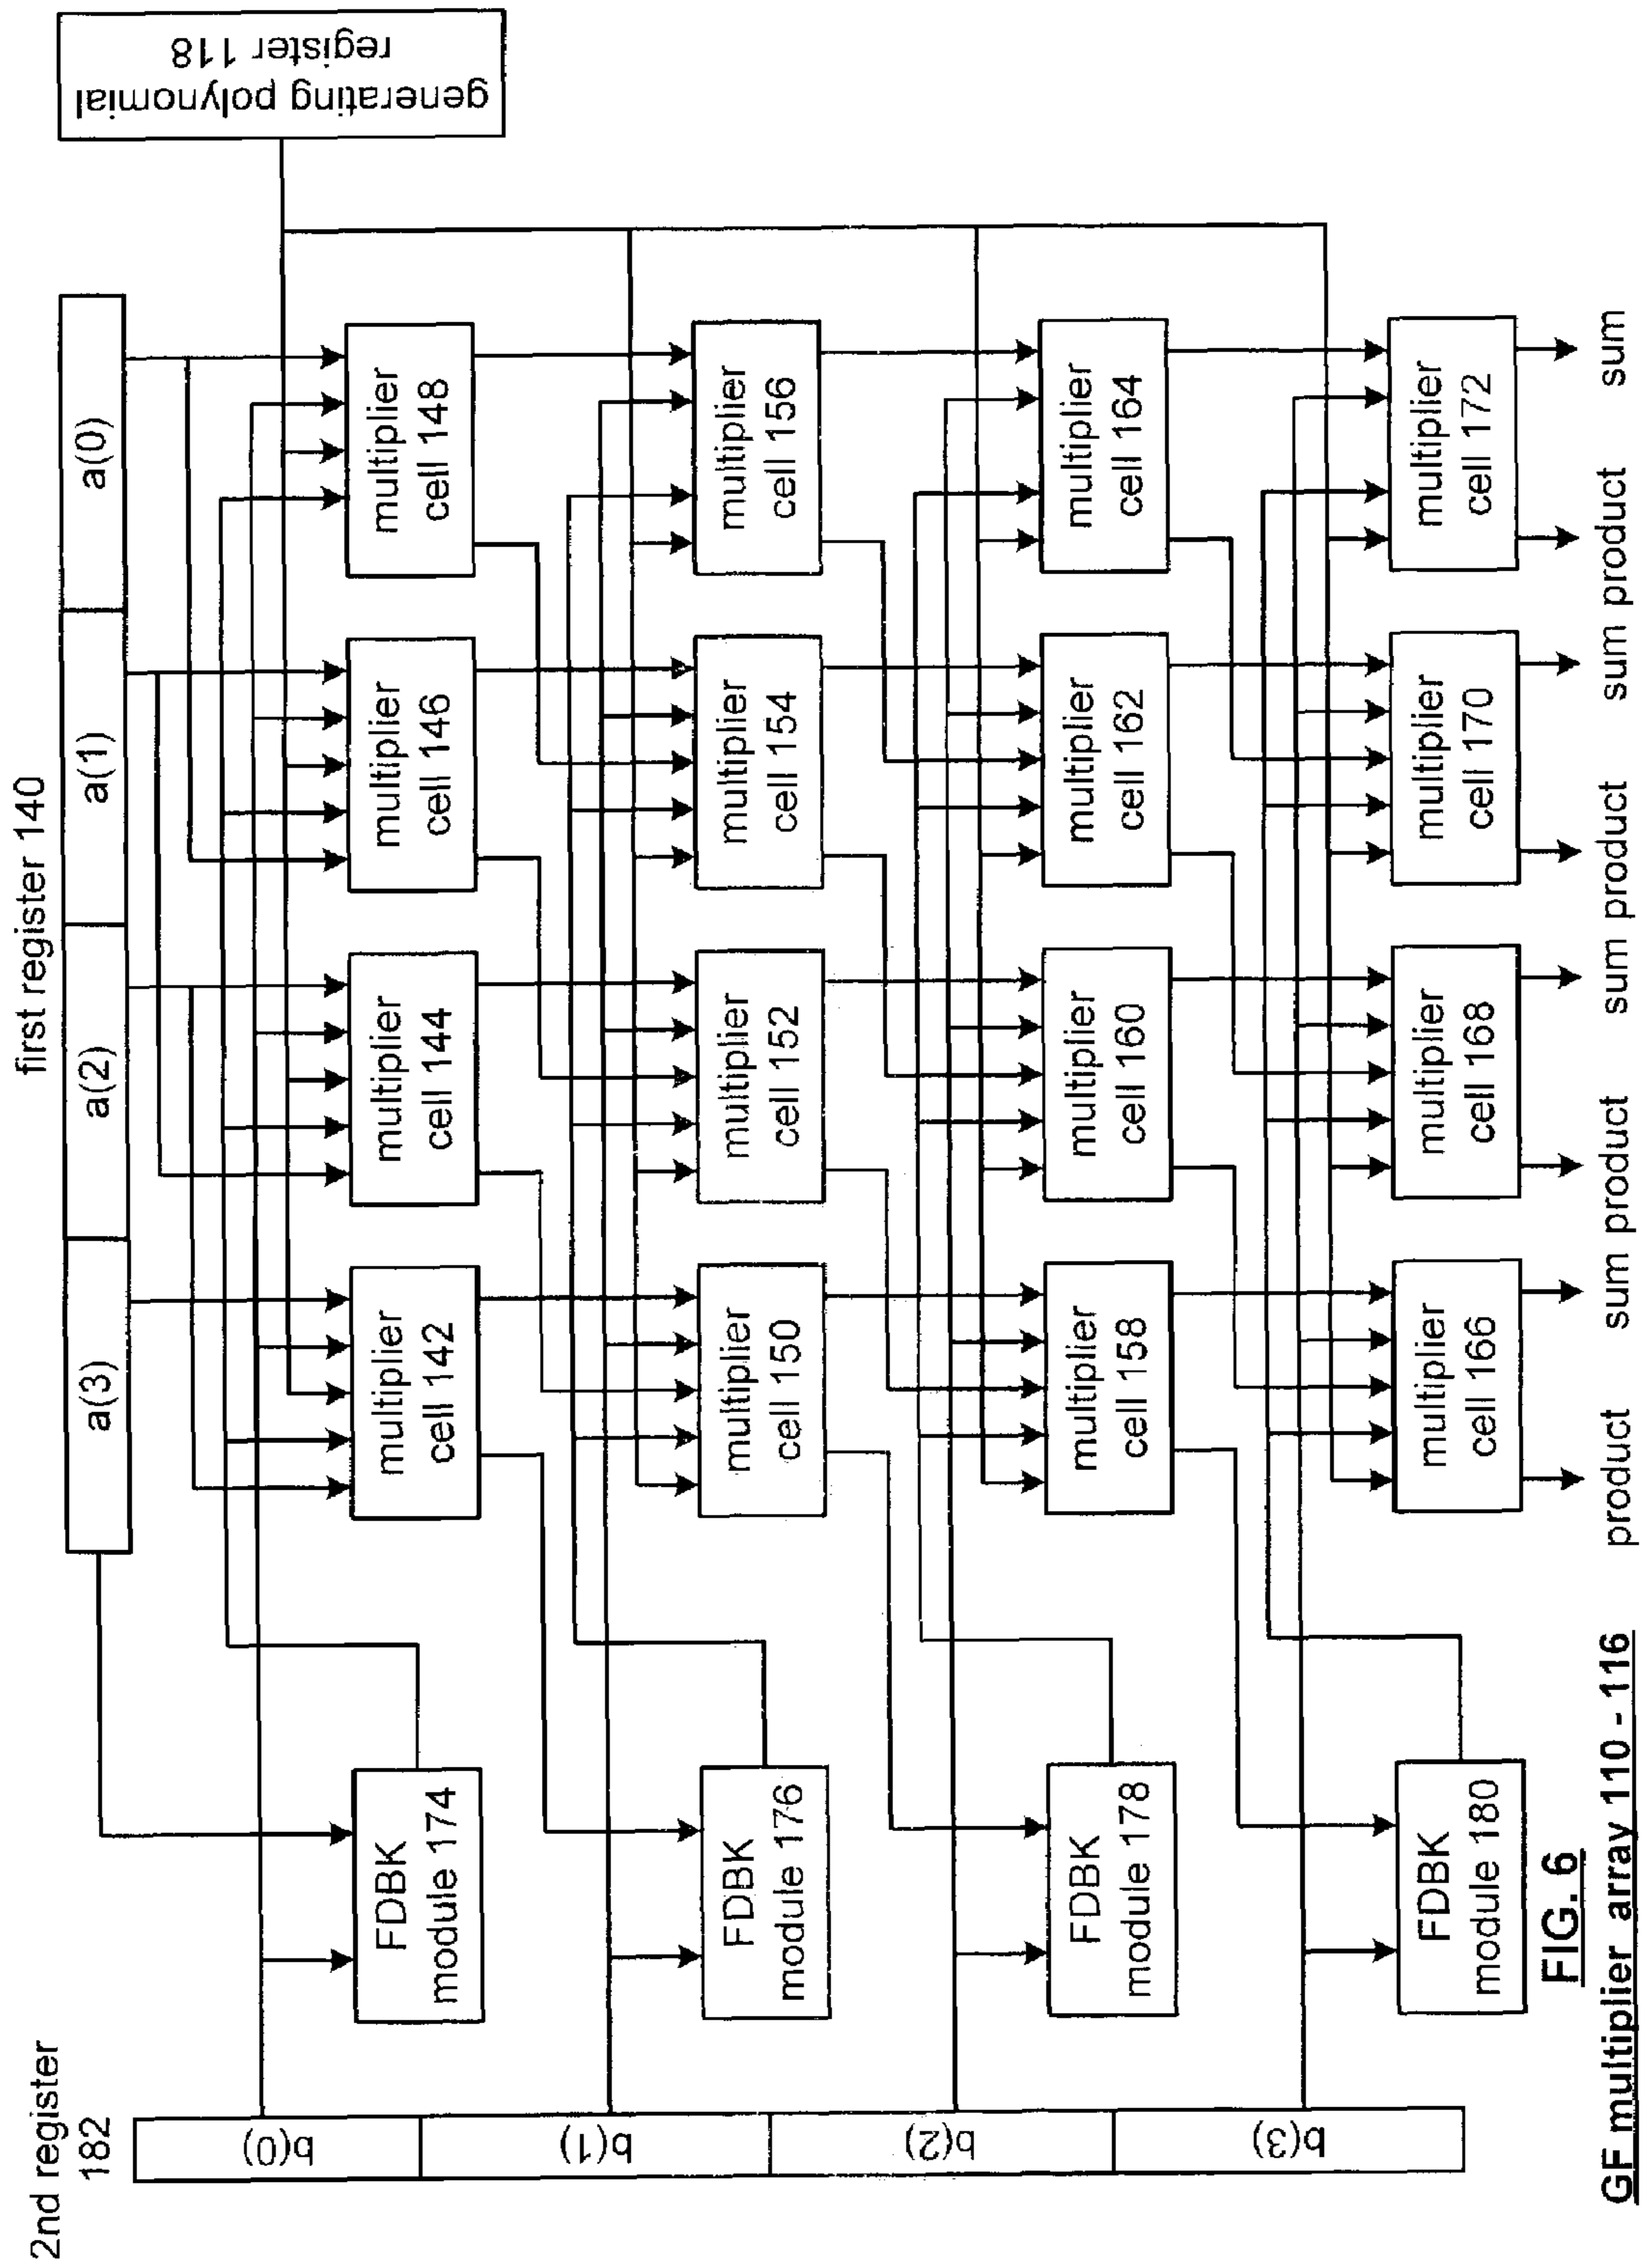 first register 140
a(3)
a(2)
a(1)
a(0)
generating polynomial
register 118
2nd register
182
b(0)
b(1)
b(2)
b(3)
FDBK
module 174
multiplier
cell 142
multiplier
cell 144
multiplier
cell 146
multiplier
cell 148
FDBK
module 176
multiplier
cell 150
multiplier
cell 152
multiplier
cell 154
multiplier
cell 156
FDBK
module 178
multiplier
cell 158
multiplier
cell 160
multiplier
cell 162
multiplier
cell 164
FDBK
module 180
multiplier
cell 166
multiplier
cell 168
multiplier
cell 170
multiplier
cell 172
product
sum product
sum product
sum product
sum
FIG. 6
GF multiplier array 110 - 116